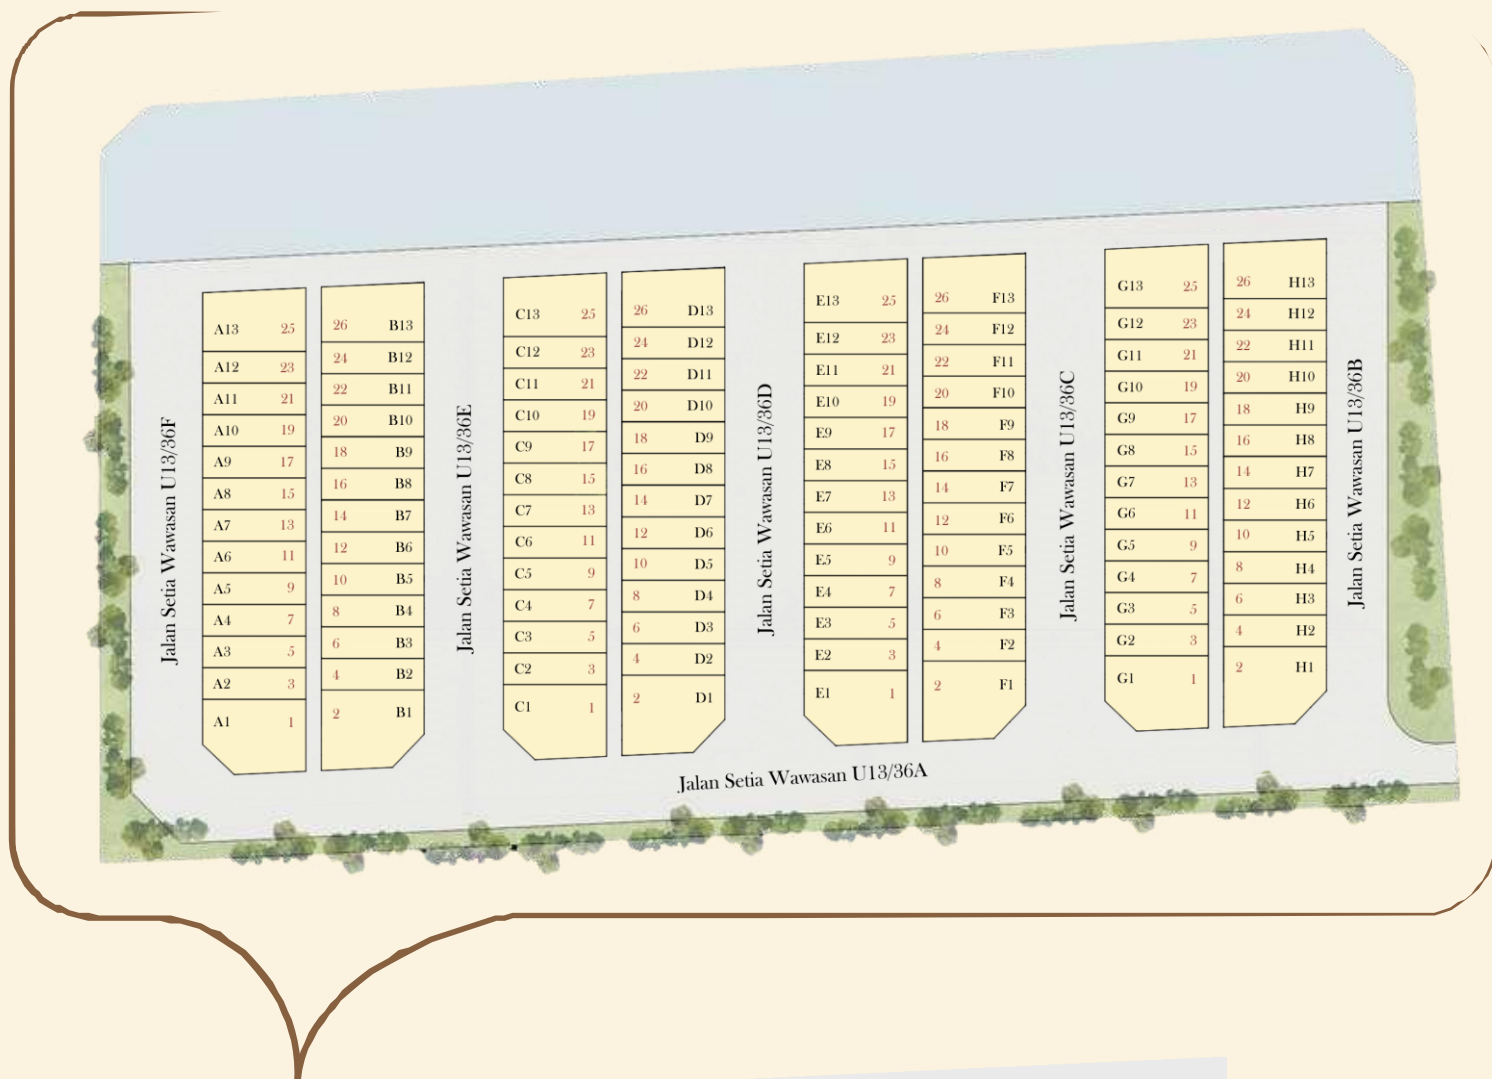 Jalan Setia Wawasan U13/36F
A13 25
A12 23
A11 21
A10 19
A9 17
A8 15
A7 13
A6 11
A5 9
A4 7
A3 5
A2 3
A1 1
26 B13
24 B12
22 B11
20 B10
18 B9
16 B8
14 B7
12 B6
10 B5
8 B4
6 B3
4 B2
2 B1
Jalan Setia Wawasan U13/36E
C13 25
C12 23
C11 21
C10 19
C9 17
C8 15
C7 13
C6 11
C5 9
C4 7
C3 5
C2 3
C1 1
26 D13
24 D12
22 D11
20 D10
18 D9
16 D8
14 D7
12 D6
10 D5
8 D4
6 D3
4 D2
2 D1
Jalan Setia Wawasan U13/36D
E13 25
E12 23
E11 21
E10 19
E9 17
E8 15
E7 13
E6 11
E5 9
E4 7
E3 5
E2 3
E1 1
26 F13
24 F12
22 F11
20 F10
18 F9
16 F8
14 F7
12 F6
10 F5
8 F4
6 F3
4 F2
2 F1
Jalan Setia Wawasan U13/36C
G13 25
G12 23
G11 21
G10 19
G9 17
G8 15
G7 13
G6 11
G5 9
G4 7
G3 5
G2 3
G1 1
26 H13
24 H12
22 H11
20 H10
18 H9
16 H8
14 H7
12 H6
10 H5
8 H4
6 H3
4 H2
2 H1
Jalan Setia Wawasan U13/36B
Jalan Setia Wawasan U13/36A